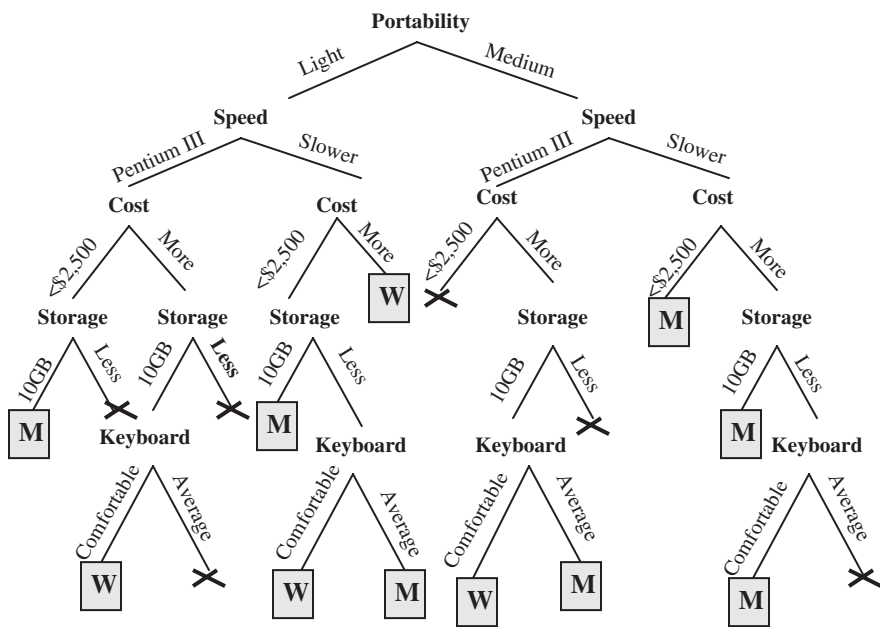 Portability
Light Medium
Speed Speed
Pentium III Slower Pentium III Slower
Cost Cost Cost Cost
<$2,500 More <$2,500 More <$2,500 More <$2,500 More
W M
Storage Storage Storage Storage Storage
10GB Less 10GB Less 10GB Less 10GB Less 10GB Less
M M M
Keyboard Keyboard Keyboard Keyboard
Comfortable Average Comfortable Average Comfortable Average Comfortable Average
W W M W M M